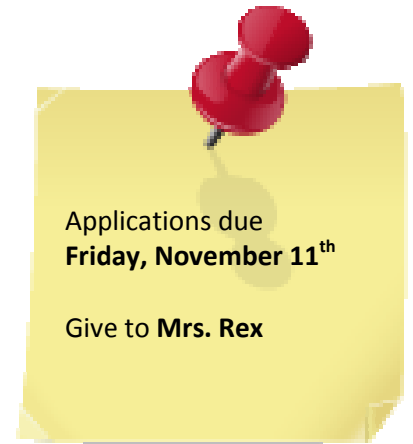 Applications due
Friday, November 11th
Give to Mrs. Rex